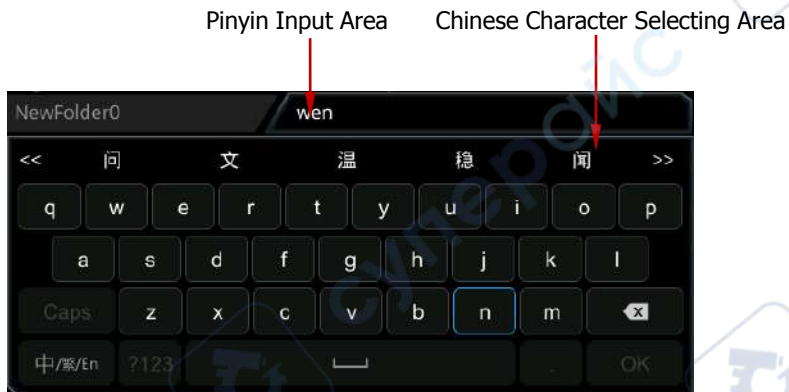 Pinyin Input Area Chinese Character Selecting Area
NewFolder0 wen
<< 问 文 温 稳 闻 >>
q w e r t y u i o p
a s d f g h j k l
Caps z x c v b n m x
中/繁/En ?123 . OK
суперайс